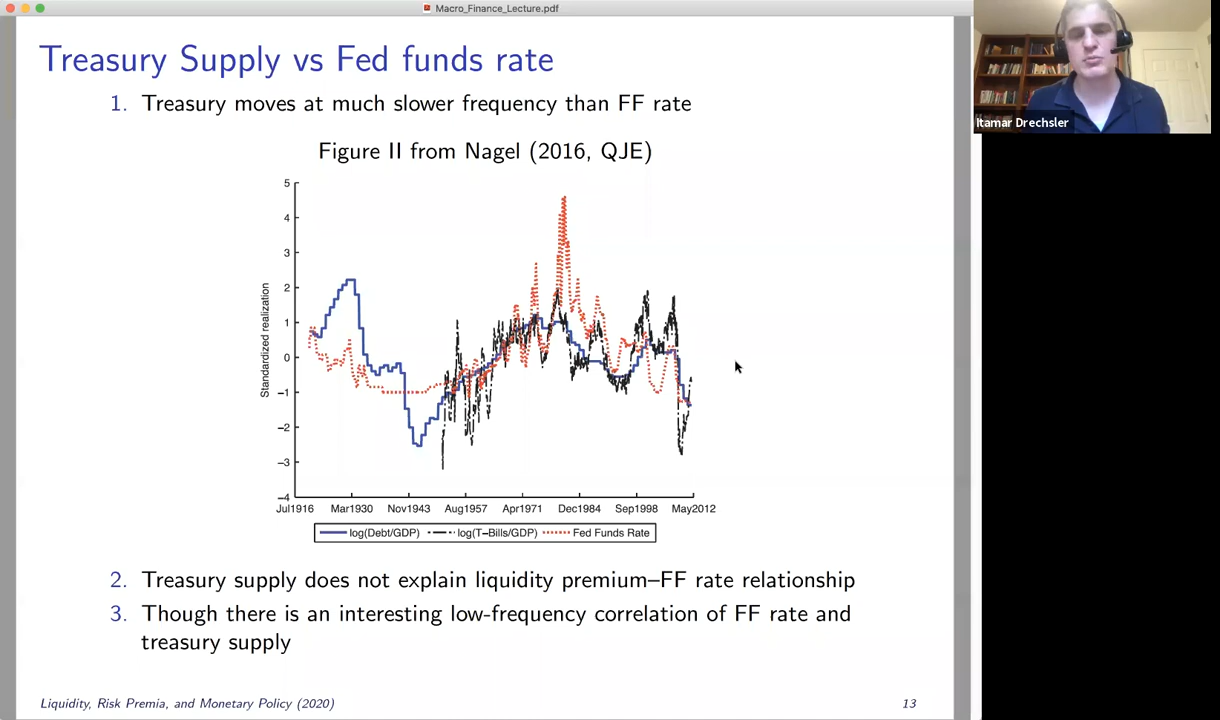 Macro_Finance_Lecture.pdf
Treasury Supply vs Fed funds rate
1. Treasury moves at much slower frequency than FF rate
Figure II from Nagel (2016, QJE)
Standardized realization
5
4
3
2
1
0
−1
−2
−3
−4
Jul1916 Mar1930 Nov1943 Aug1957 Apr1971 Dec1984 Sep1998 May2012
log(Debt/GDP) log(T−Bills/GDP) Fed Funds Rate
2. Treasury supply does not explain liquidity premium–FF rate relationship
3. Though there is an interesting low-frequency correlation of FF rate and
treasury supply
Liquidity, Risk Premia, and Monetary Policy (2020)
13
Itamar Drechsler